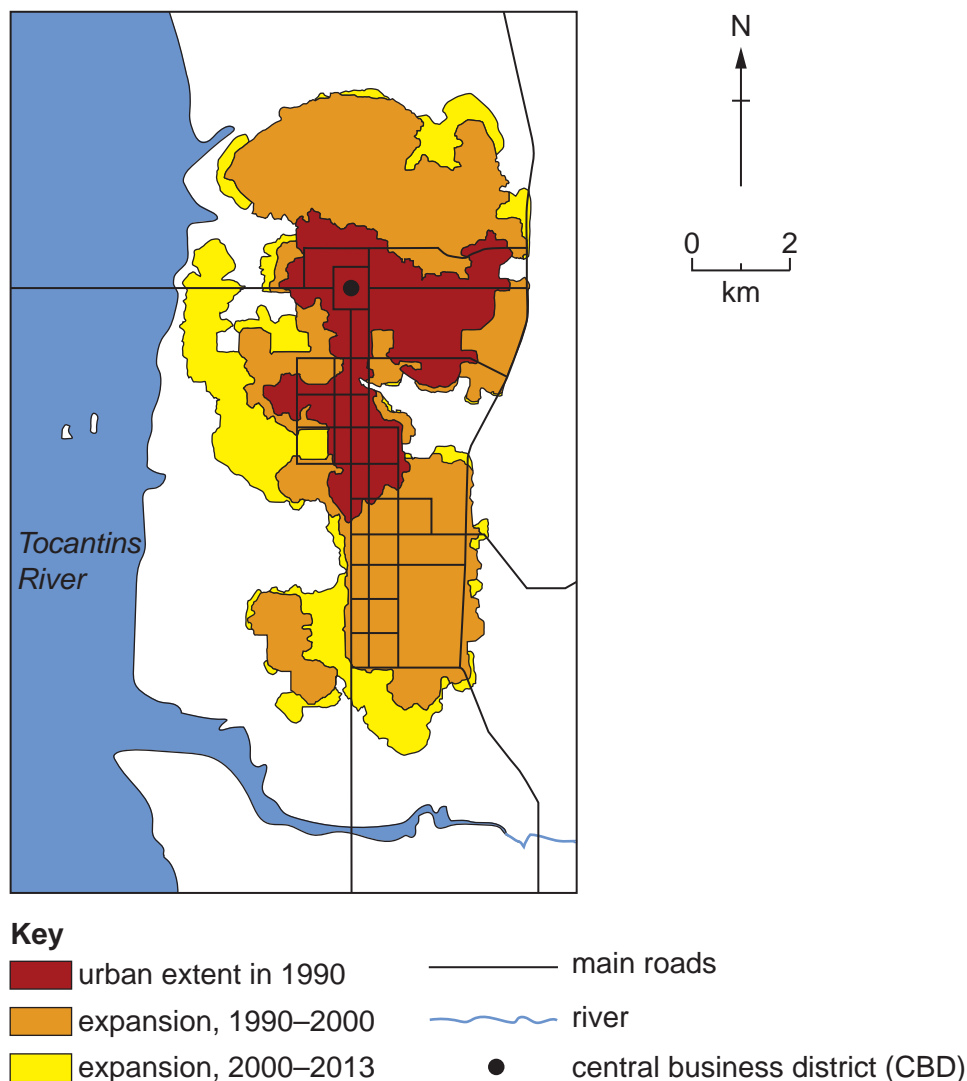 N
0 2
km
Tocantins
River
Key
urban extent in 1990
expansion, 1990–2000
expansion, 2000–2013
main roads
river
central business district (CBD)